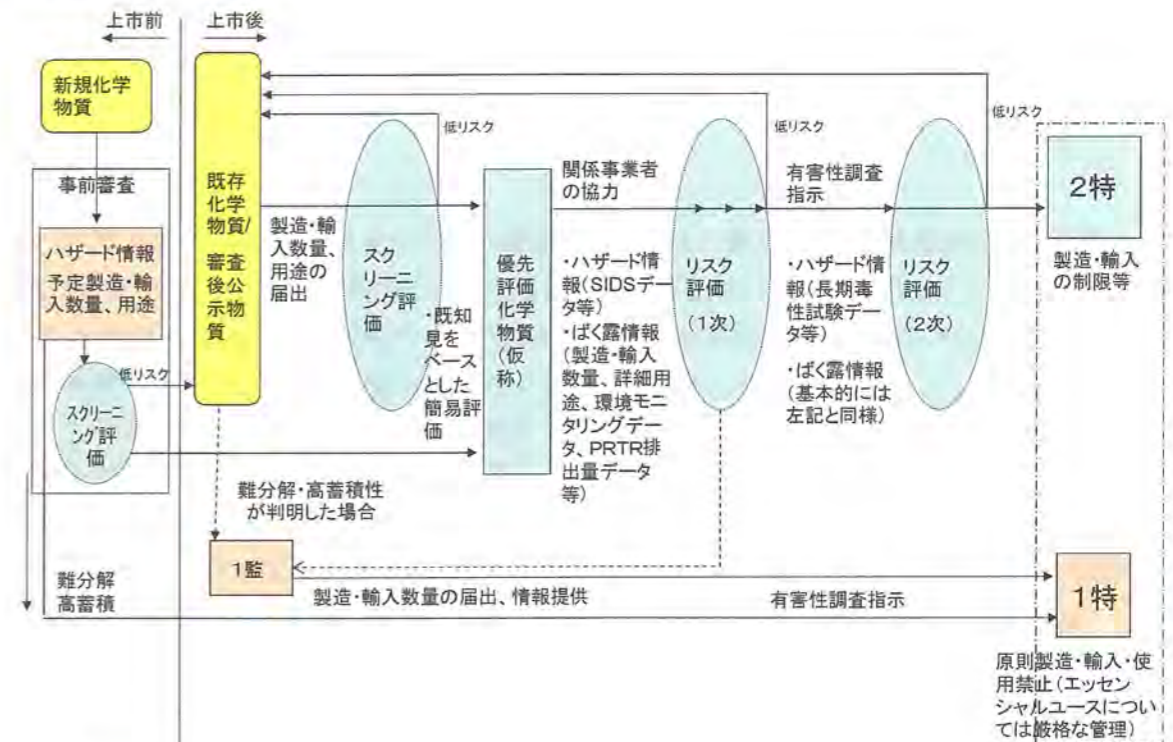 上市前
上市後
新規化学
物質
事前審査
ハザード情報
予定製造・輸
入数量、用途
低リスク
スクリーニ
ング評
価
難分解
高蓄積
既存
化学
物質/
審査
後公
示物
質
製造・輸
入数量、
用途の
届出
低リスク
スク
リーニ
ング評
価
・既知
見を
ベース
とした
簡易評
価
優先
評価
化学
物質
(仮
称)
関係事業者
の協力
・ハザード情
報(SIDSデー
タ等)
・ばく露情報
(製造・輸入
数量、詳細用
途、環境モニ
タリングデー
タ、PRTR排
出量データ
等)
リスク
評価
(1次)
低リスク
有害性調査
指示
・ハザード情
報(長期毒
性試験デー
タ等)
・ばく露情報
(基本的には
左記と同様)
リスク
評価
(2次)
低リスク
2特
製造・輸入
の制限等
難分解・高蓄積性
が判明した場合
1監
製造・輸入数量の届出、情報提供
有害性調査指示
1特
原則製造・輸入・使
用禁止(エッセン
シャルユースについ
ては厳格な管理)